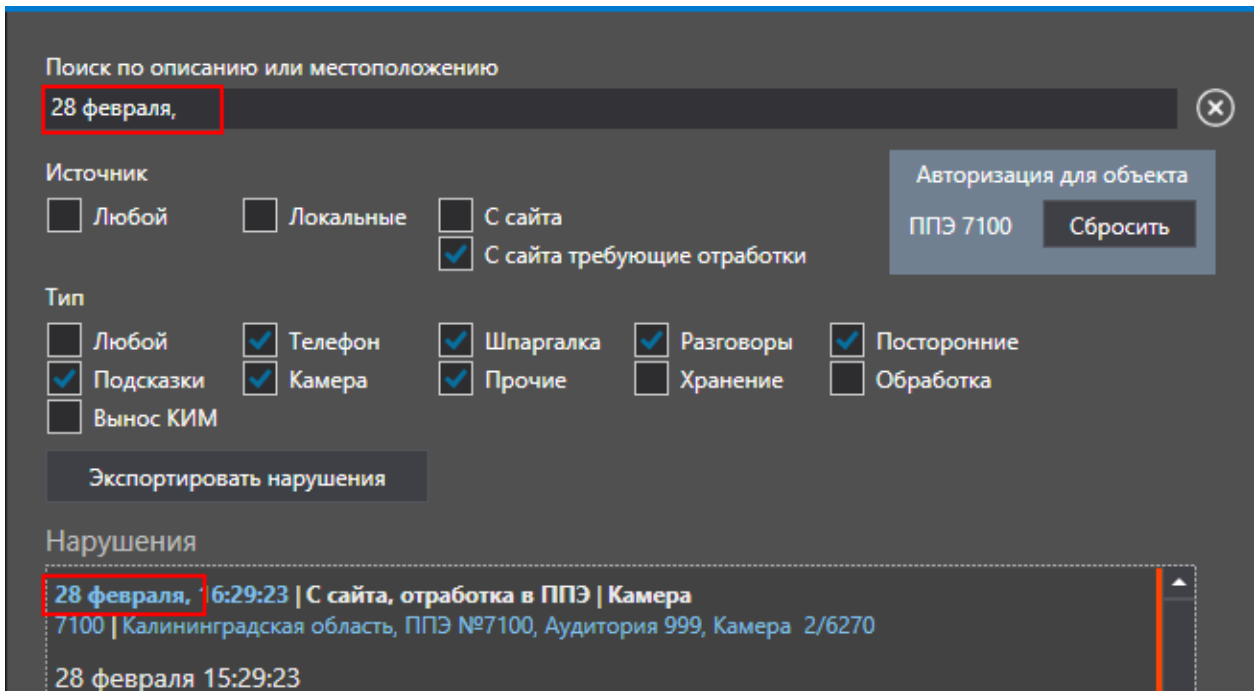 Поиск по описанию или местоположению
28 февраля,
Источник
Авторизация для объекта
Любой Локальные С сайта
ППЭ 7100 Сбросить
С сайта требующие отработки
Тип
Любой Телефон Шпаргалка Разговоры Посторонние
Подсказки Камера Прочие Хранение Обработка
Вынос КИМ
Экспортировать нарушения
Нарушения
28 февраля, 16:29:23 | С сайта, отработка в ППЭ | Камера
7100 | Калининградская область, ППЭ №7100, Аудитория 999, Камера 2/6270
28 февраля 15:29:23